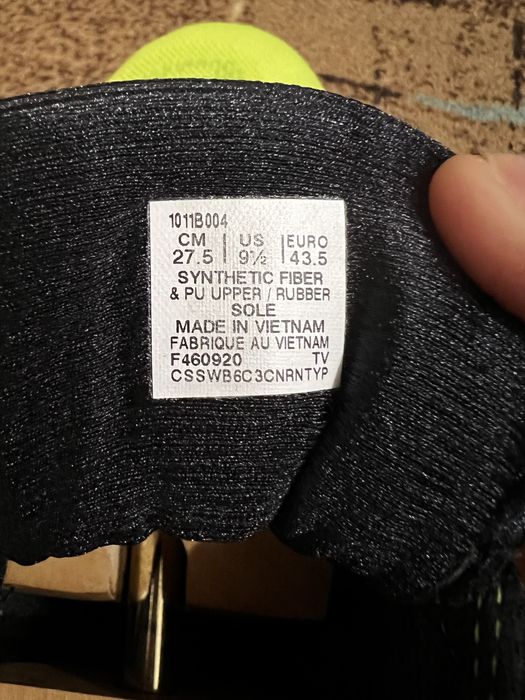 1011B004
CM | US | EURO
27.5 | 9½ | 43.5
SYNTHETIC FIBER
& PU UPPER / RUBBER
SOLE
MADE IN VIETNAM
FABRIQUE AU VIETNAM
F460920 TV
CSSWB6C3CNRNTYP